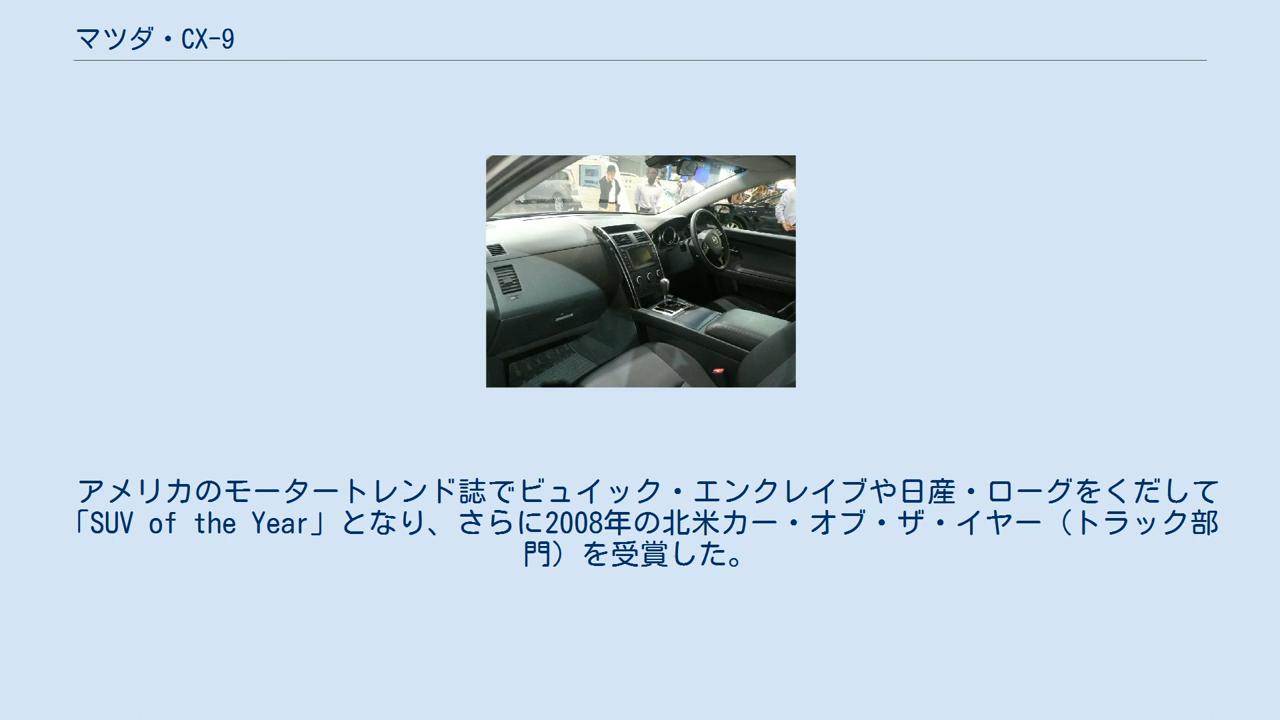 マツダ・CX-9
アメリカのモータートレンド誌でビュイック・エンクレイブや日産・ローグをくだして
「SUV of the Year」となり、さらに2008年の北米カー・オブ・ザ・イヤー（トラック部
門）を受賞した。